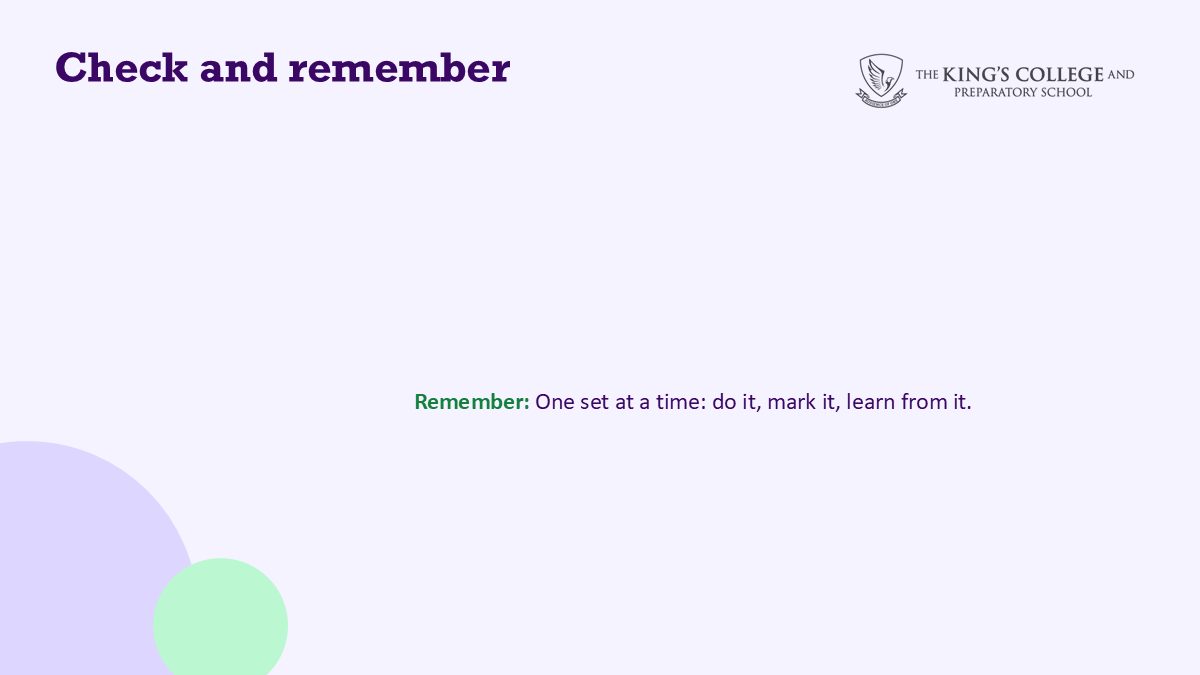 Check and remember
THE KING'S COLLEGE AND
PREPARATORY SCHOOL
Remember: One set at a time: do it, mark it, learn from it.